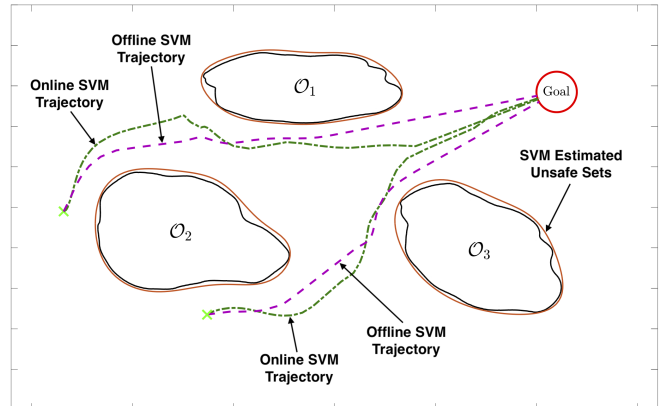 Offline SVM
Trajectory
Online SVM
Trajectory
𝒪₁
Goal
SVM Estimated
Unsafe Sets
𝒪₂
𝒪₃
Offline SVM
Trajectory
Online SVM
Trajectory